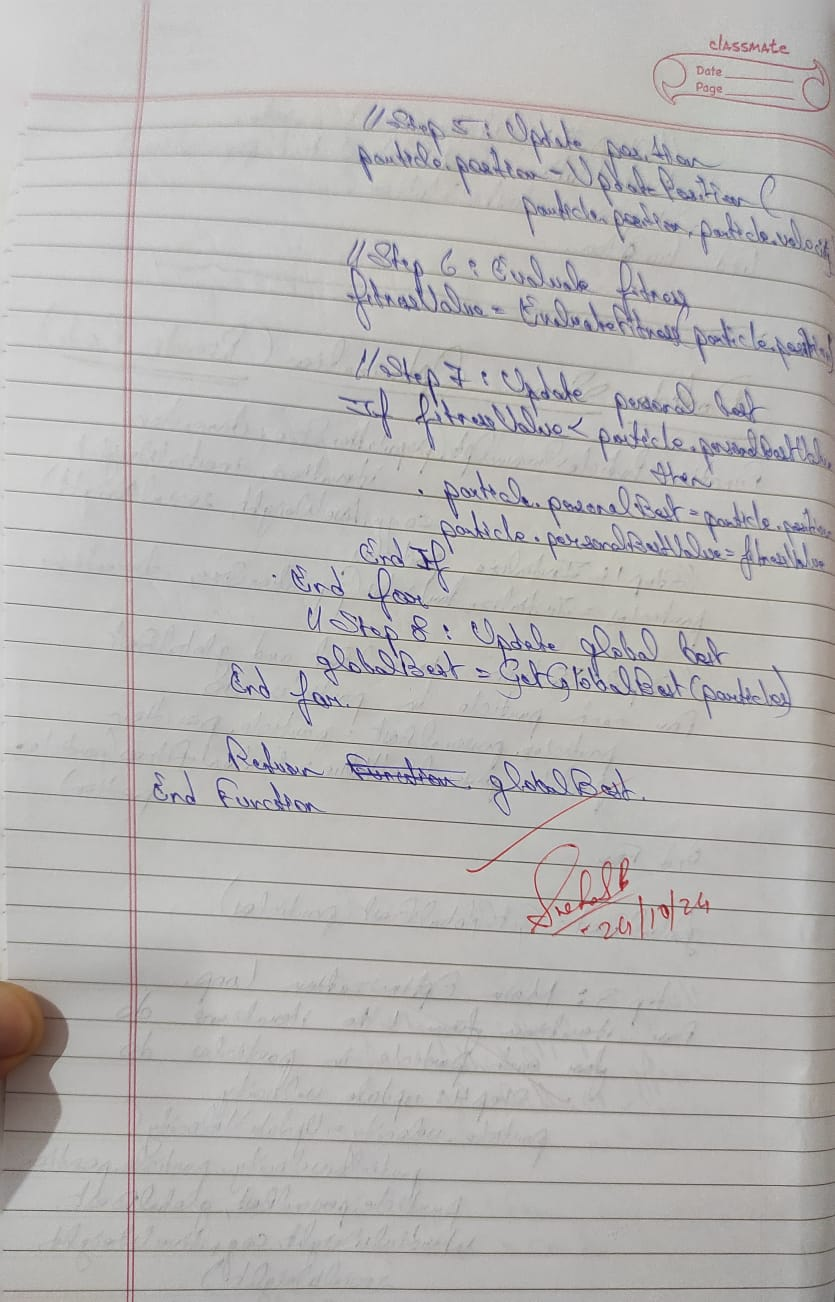 classmate
Date
Page
//Step 5: Update position
particle.position = UpdatePosition(
particle.position, particle.velocity
//Step 6: Evaluate fitness
fitnessValue = EvaluateFitness particle.position)
//Step 7: Update personal best
If fitnessValue < particle.personalBestValue
then
particle.personalBest = particle.position
particle.personalBestValue = fitnessValue
End If
End for
// Step 8: Update global best
globalBest = GetGlobalBest(particles)
End for.
Return Function globalBest.
End Function
24/10/24